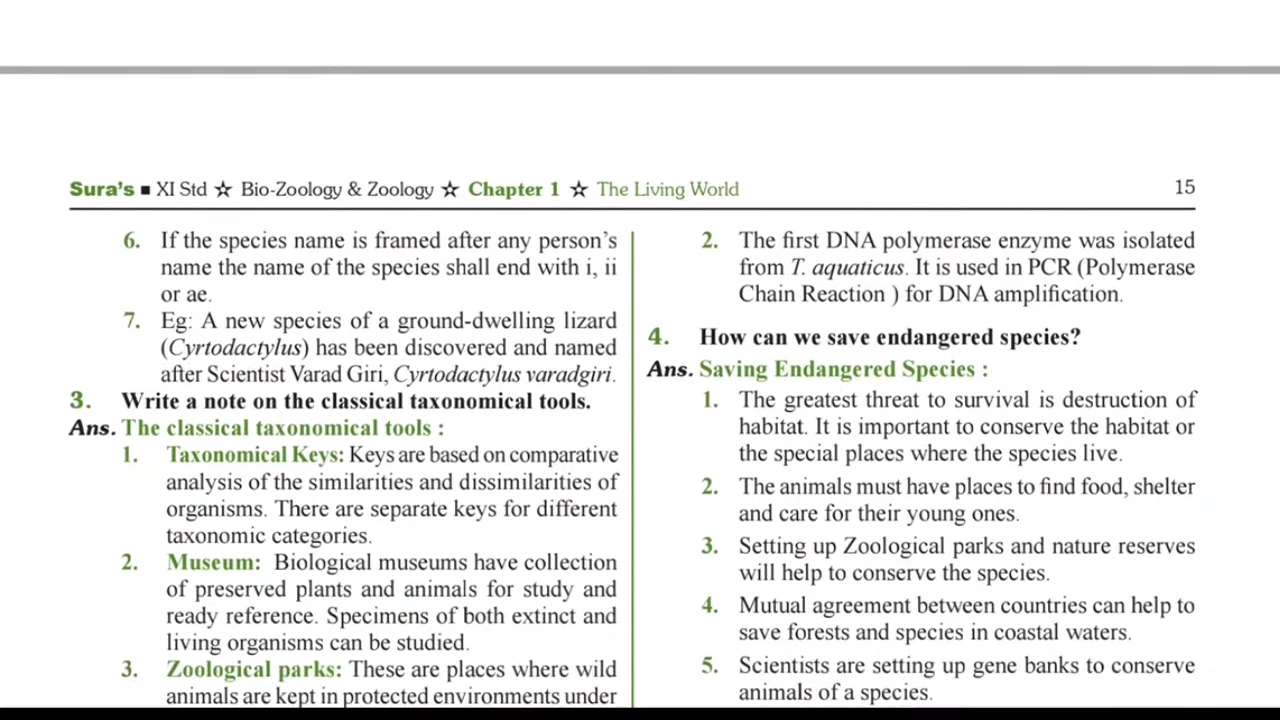 Sura's ■ XI Std ☆ Bio-Zoology & Zoology ☆ Chapter 1 ☆ The Living World 15
6. If the species name is framed after any person's
name the name of the species shall end with i, ii
or ae.
7. Eg: A new species of a ground-dwelling lizard
(Cyrtodactylus) has been discovered and named
after Scientist Varad Giri, Cyrtodactylus varadgiri.
3. Write a note on the classical taxonomical tools.
Ans. The classical taxonomical tools :
1. Taxonomical Keys: Keys are based on comparative
analysis of the similarities and dissimilarities of
organisms. There are separate keys for different
taxonomic categories.
2. Museum: Biological museums have collection
of preserved plants and animals for study and
ready reference. Specimens of both extinct and
living organisms can be studied.
3. Zoological parks: These are places where wild
animals are kept in protected environments under
2. The first DNA polymerase enzyme was isolated
from T. aquaticus. It is used in PCR (Polymerase
Chain Reaction ) for DNA amplification.
4. How can we save endangered species?
Ans. Saving Endangered Species :
1. The greatest threat to survival is destruction of
habitat. It is important to conserve the habitat or
the special places where the species live.
2. The animals must have places to find food, shelter
and care for their young ones.
3. Setting up Zoological parks and nature reserves
will help to conserve the species.
4. Mutual agreement between countries can help to
save forests and species in coastal waters.
5. Scientists are setting up gene banks to conserve
animals of a species.